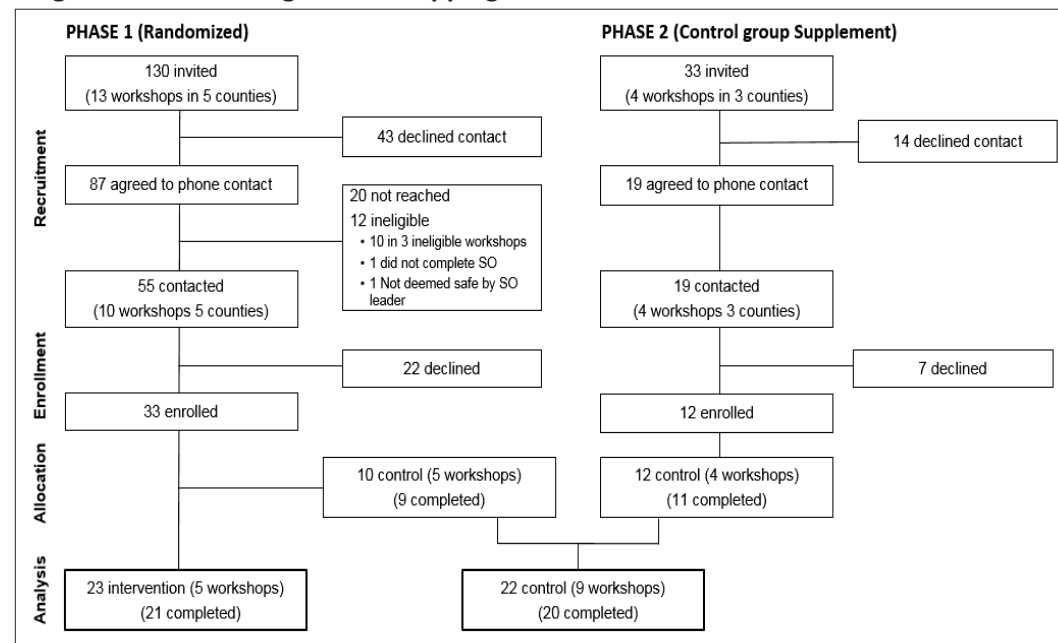 PHASE 1 (Randomized)
PHASE 2 (Control group Supplement)
130 invited
(13 workshops in 5 counties)
33 invited
(4 workshops in 3 counties)
Recruitment
43 declined contact
14 declined contact
87 agreed to phone contact
19 agreed to phone contact
20 not reached
12 ineligible
• 10 in 3 ineligible workshops
• 1 did not complete SO
• 1 Not deemed safe by SO
leader
55 contacted
(10 workshops 5 counties)
19 contacted
(4 workshops 3 counties)
Enrollment
22 declined
7 declined
33 enrolled
12 enrolled
Allocation
10 control (5 workshops)
(9 completed)
12 control (4 workshops)
(11 completed)
Analysis
23 intervention (5 workshops)
(21 completed)
22 control (9 workshops)
(20 completed)